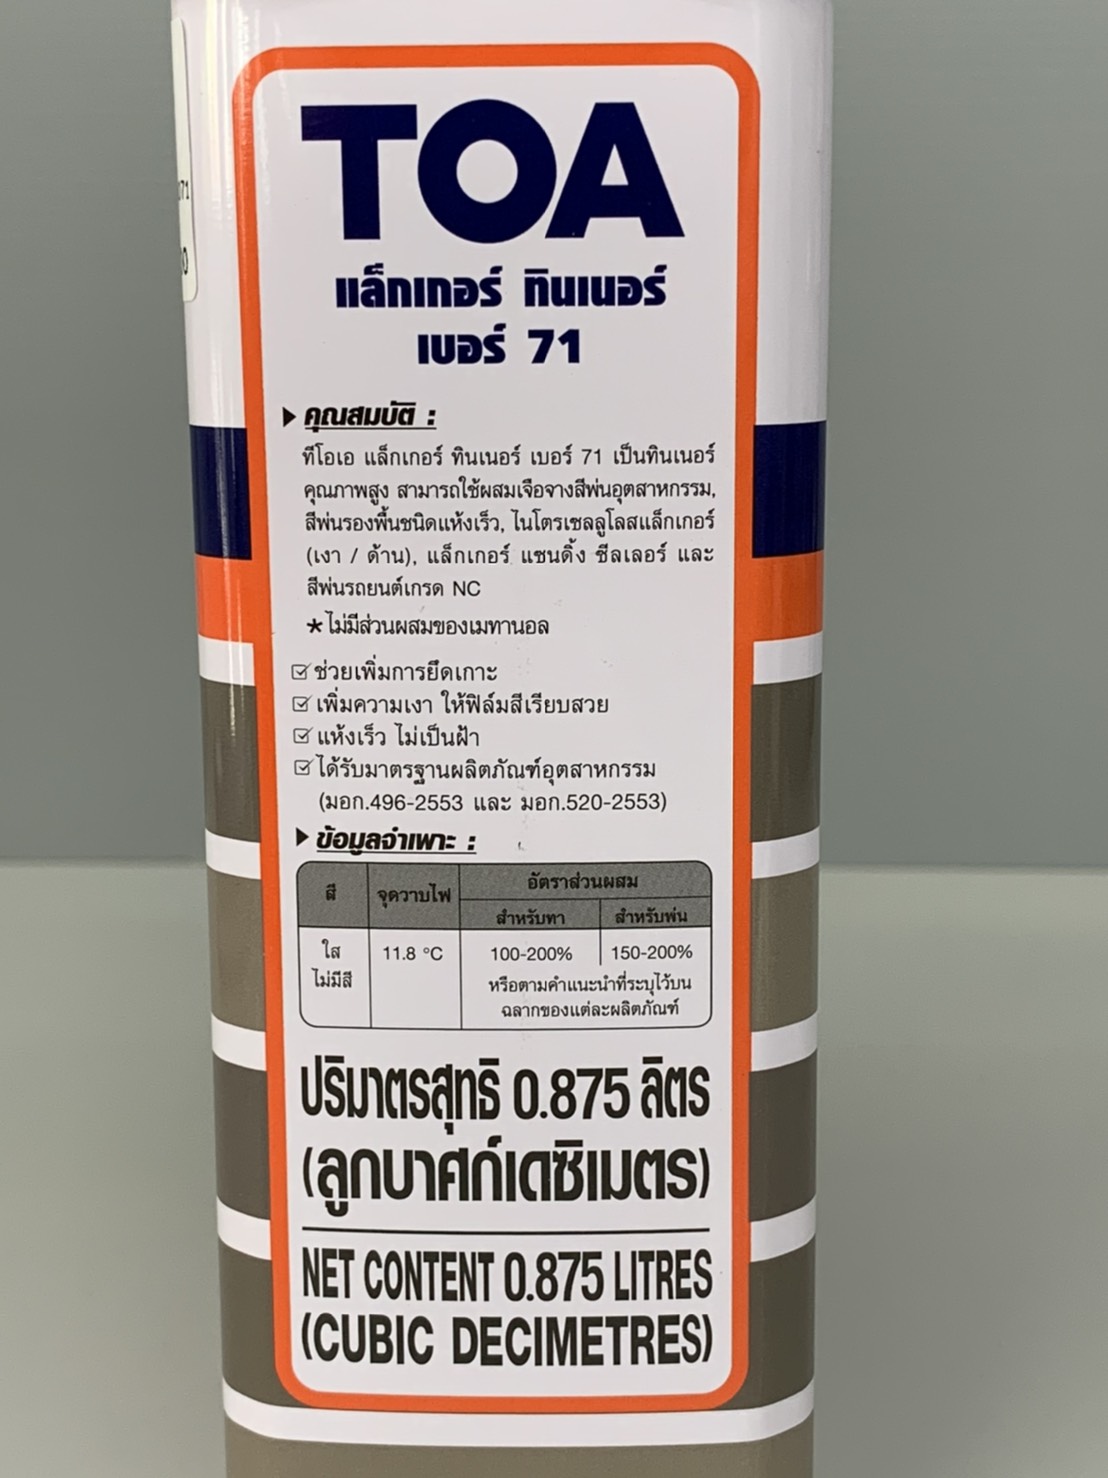 TOA
แล็กเกอร์ ทินเนอร์
เบอร์ 71
คุณสมบัติ :
ทีโอเอ แล็กเกอร์ ทินเนอร์ เบอร์ 71 เป็นทินเนอร์
คุณภาพสูง สามารถใช้ผสมเจือจางสีพ่นอุตสาหกรรม,
สีพ่นรองพื้นชนิดแห้งเร็ว, ไนโตรเซลลูโลสแล็กเกอร์
(เงา / ด้าน), แล็กเกอร์ แซนดิ้ง ซีลเลอร์ และ
สีพ่นรถยนต์เกรด NC
*ไม่มีส่วนผสมของเมทานอล
ช่วยเพิ่มการยึดเกาะ
เพิ่มความเงา ให้ฟิล์มสีเรียบสวย
แห้งเร็ว ไม่เป็นฝ้า
ได้รับมาตรฐานผลิตภัณฑ์อุตสาหกรรม
(มอก.496-2553 และ มอก.520-2553)
ข้อมูลจำเพาะ :
สี จุดวาบไฟ อัตราส่วนผสม
สำหรับทา สำหรับพ่น
ใส 11.8 °C 100-200% 150-200%
ไม่มีสี หรือตามคำแนะนำที่ระบุไว้บน
ฉลากของแต่ละผลิตภัณฑ์
ปริมาตรสุทธิ 0.875 ลิตร
(ลูกบาศก์เดซิเมตร)
NET CONTENT 0.875 LITRES
(CUBIC DECIMETRES)